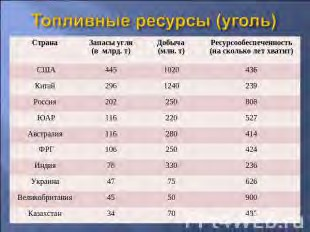 Топливные ресурсы (уголь)
Страна Запасы угля (в млрд. т) Добыча (млн. т) Ресурсообеспеченность (на сколько лет хватит)
США 445 1020 436
Китай 296 1240 239
Россия 202 250 808
ЮАР 116 220 527
Австралия 116 280 414
ФРГ 106 250 424
Индия 78 330 236
Украина 47 75 626
Великобритания 45 50 900
Казахстан 34 70